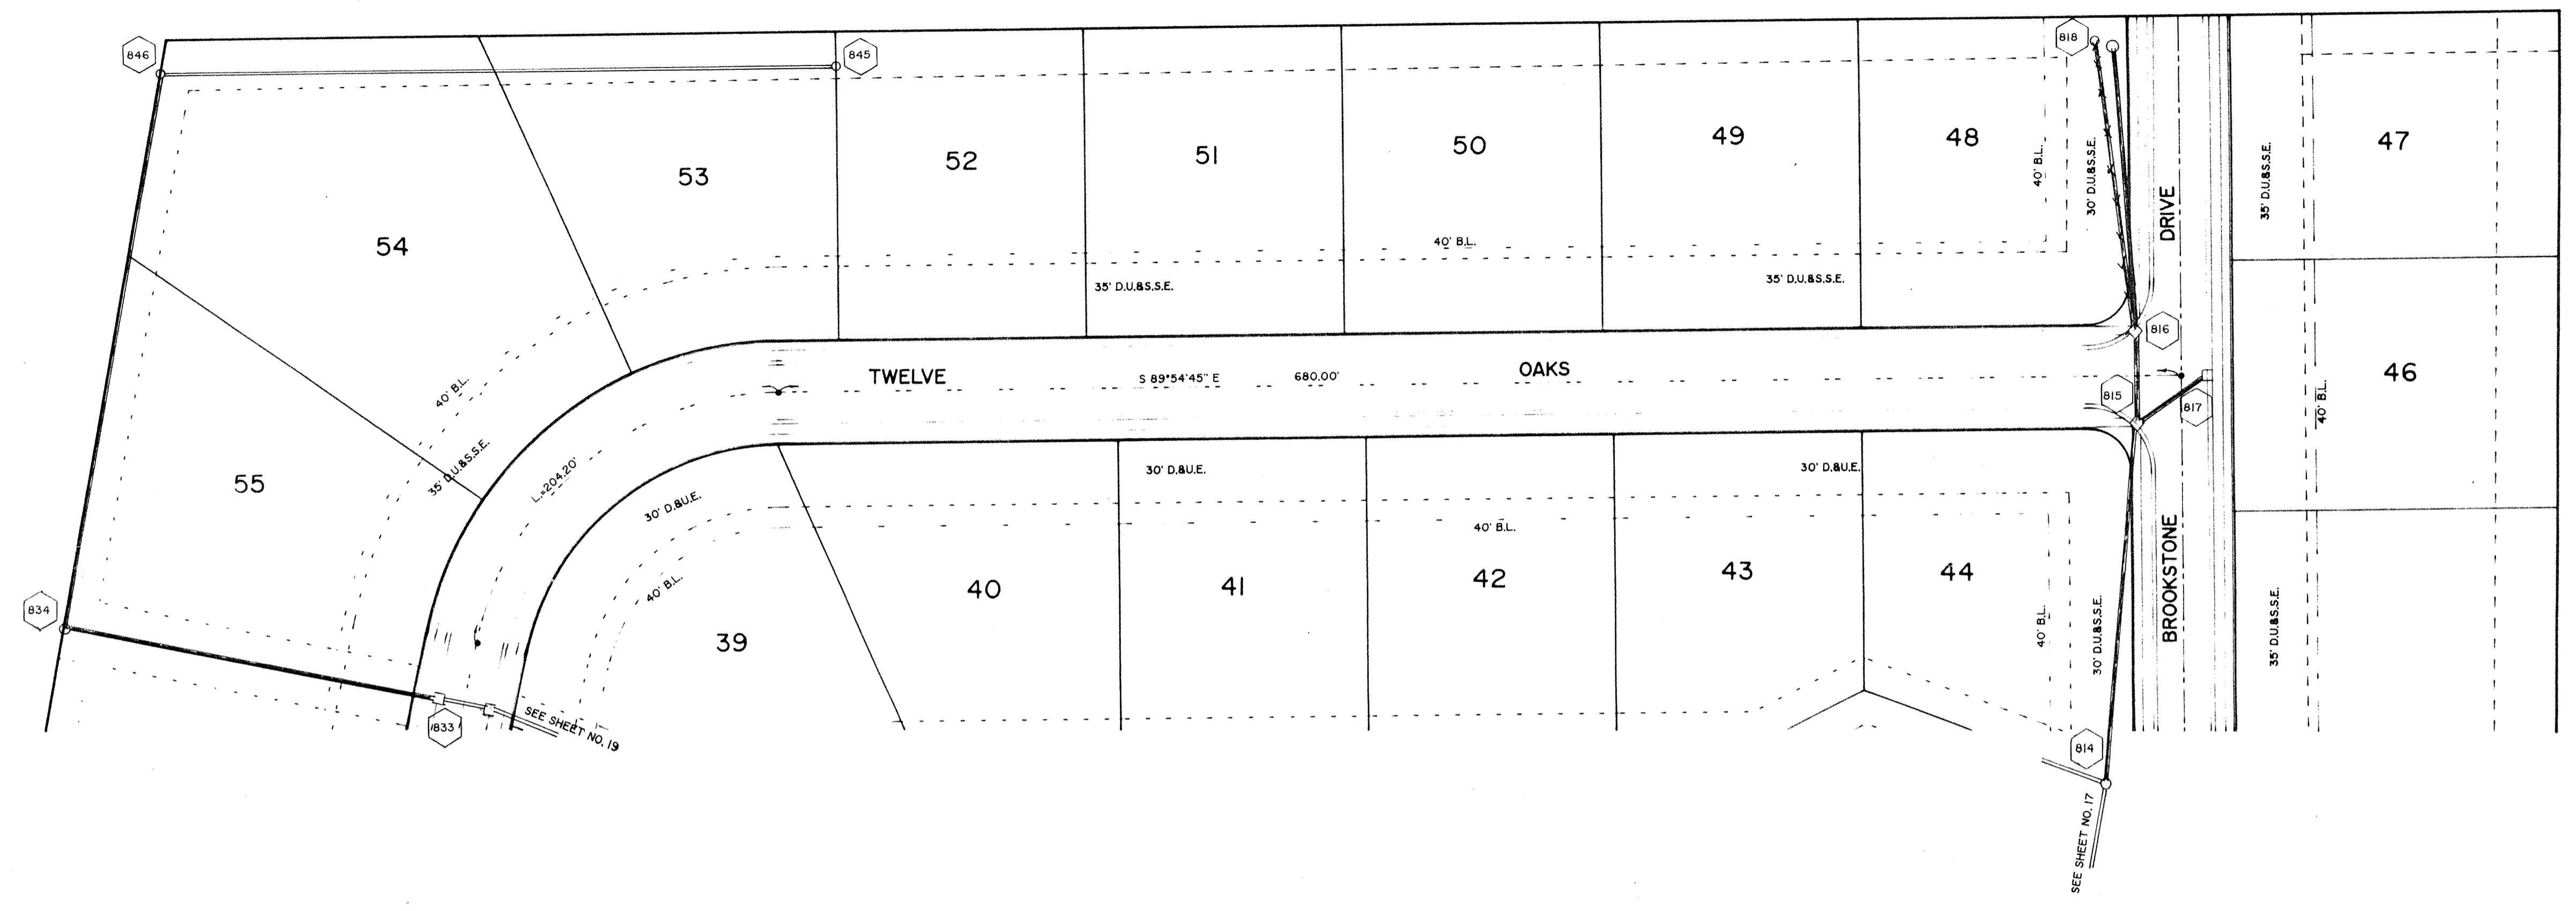 846
845
818
54
53
52
51
50
49
48
47
40' B.L.
30' D.U.&S.S.E.
35' D.U.&S.S.E.
DRIVE
40' B.L.
35' D.U.&S.S.E.
35' D.U.&S.S.E.
816
TWELVE
S 89°54'45" E
680.00'
OAKS
815
817
46
40' B.L.
40' B.L.
35' D.U.&S.S.E.
L.=204.20'
55
30' D.&U.E.
30' D.&U.E.
30' D.&U.E.
40' B.L.
40' B.L.
39
40
41
42
43
44
40' B.L.
30' D.U.&S.S.E.
BROOKSTONE
35' D.U.&S.S.E.
834
1833
SEE SHEET NO. 19
814
SEE SHEET NO. 17